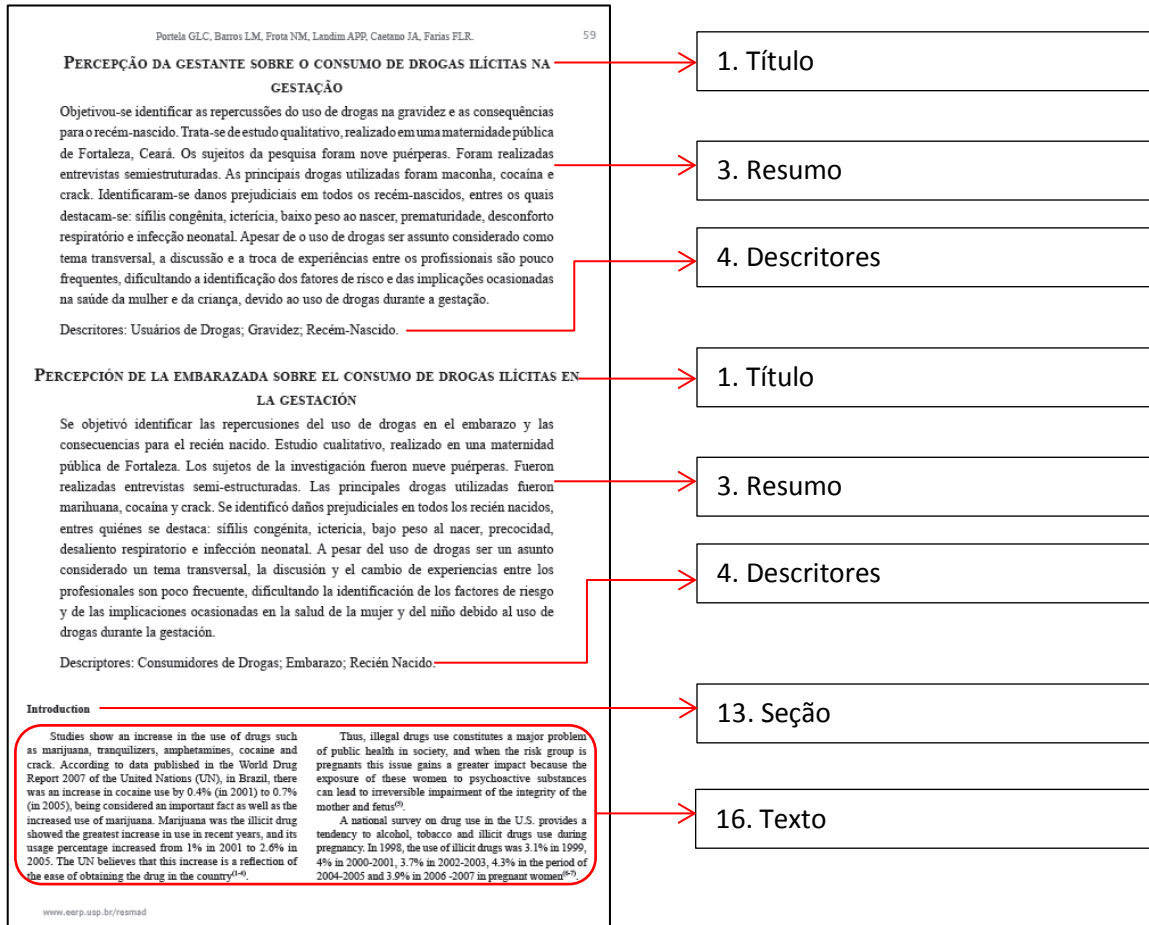 Portela GLC, Barros LM, Frota NM, Landim APP, Caetano JA, Farias FLR.
59
PERCEPÇÃO DA GESTANTE SOBRE O CONSUMO DE DROGAS ILÍCITAS NA
GESTAÇÃO
Objetivou-se identificar as repercussões do uso de drogas na gravidez e as consequências
para o recém-nascido. Trata-se de estudo qualitativo, realizado em uma maternidade pública
de Fortaleza, Ceará. Os sujeitos da pesquisa foram nove puérperas. Foram realizadas
entrevistas semiestruturadas. As principais drogas utilizadas foram maconha, cocaína e
crack. Identificaram-se danos prejudiciais em todos os recém-nascidos, entres os quais
destacam-se: sífilis congênita, icterícia, baixo peso ao nascer, prematuridade, desconforto
respiratório e infecção neonatal. Apesar de o uso de drogas ser assunto considerado como
tema transversal, a discussão e a troca de experiências entre os profissionais são pouco
frequentes, dificultando a identificação dos fatores de risco e das implicações ocasionadas
na saúde da mulher e da criança, devido ao uso de drogas durante a gestação.
Descritores: Usuários de Drogas; Gravidez; Recém-Nascido.
PERCEPCIÓN DE LA EMBARAZADA SOBRE EL CONSUMO DE DROGAS ILÍCITAS EN
LA GESTACIÓN
Se objetivó identificar las repercusiones del uso de drogas en el embarazo y las
consecuencias para el recién nacido. Estudio cualitativo, realizado en una maternidad
pública de Fortaleza. Los sujetos de la investigación fueron nueve puérperas. Fueron
realizadas entrevistas semi-estructuradas. Las principales drogas utilizadas fueron
marihuana, cocaína y crack. Se identificó daños prejudiciales en todos los recién nacidos,
entres quiénes se destaca: sífilis congénita, ictericia, bajo peso al nacer, precocidad,
desaliento respiratorio e infección neonatal. A pesar del uso de drogas ser un asunto
considerado un tema transversal, la discusión y el cambio de experiencias entre los
profesionales son poco frecuente, dificultando la identificación de los factores de riesgo
y de las implicaciones ocasionadas en la salud de la mujer y del niño debido al uso de
drogas durante la gestación.
Descriptores: Consumidores de Drogas; Embarazo; Recién Nacido.
Introduction
Studies show an increase in the use of drugs such
as marijuana, tranquilizers, amphetamines, cocaine and
crack. According to data published in the World Drug
Report 2007 of the United Nations (UN), in Brazil, there
was an increase in cocaine use by 0.4% (in 2001) to 0.7%
(in 2005), being considered an important fact as well as the
increased use of marijuana. Marijuana was the illicit drug
showed the greatest increase in use in recent years, and its
usage percentage increased from 1% in 2001 to 2.6% in
2005. The UN believes that this increase is a reflection of
the ease of obtaining the drug in the country(1-4).
Thus, illegal drugs use constitutes a major problem
of public health in society, and when the risk group is
pregnants this issue gains a greater impact because the
exposure of these women to psychoactive substances
can lead to irreversible impairment of the integrity of the
mother and fetus(5).
A national survey on drug use in the U.S. provides a
tendency to alcohol, tobacco and illicit drugs use during
pregnancy. In 1998, the use of illicit drugs was 3.1% in 1999,
4% in 2000-2001, 3.7% in 2002-2003, 4.3% in the period of
2004-2005 and 3.9% in 2006 -2007 in pregnant women(6-7).
www.eerp.usp.br/resmad
1. Título
3. Resumo
4. Descritores
1. Título
3. Resumo
4. Descritores
13. Seção
16. Texto